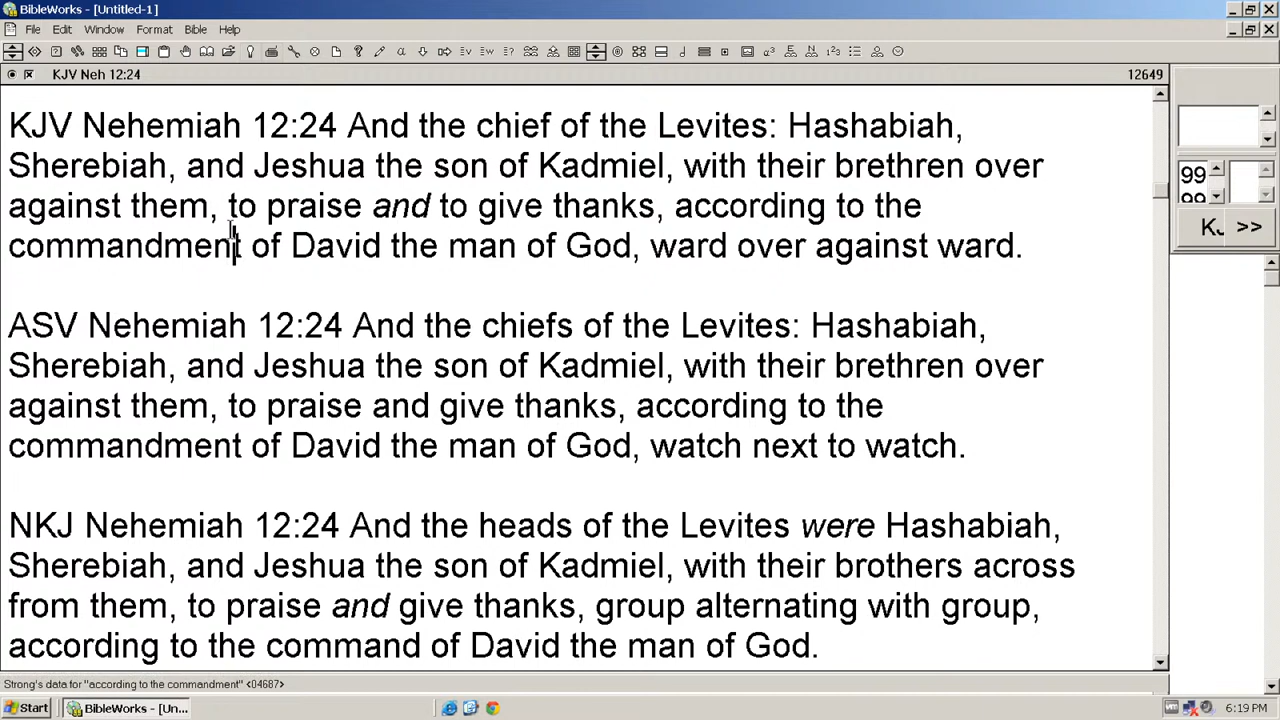 BibleWorks - [Untitled-1]
File Edit Window Format Bible Help
KJV Neh 12:24 12649
KJV Nehemiah 12:24 And the chief of the Levites: Hashabiah,
Sherebiah, and Jeshua the son of Kadmiel, with their brethren over
against them, to praise and to give thanks, according to the
commandment of David the man of God, ward over against ward.
99
KJ >>
ASV Nehemiah 12:24 And the chiefs of the Levites: Hashabiah,
Sherebiah, and Jeshua the son of Kadmiel, with their brethren over
against them, to praise and give thanks, according to the
commandment of David the man of God, watch next to watch.
NKJ Nehemiah 12:24 And the heads of the Levites were Hashabiah,
Sherebiah, and Jeshua the son of Kadmiel, with their brothers across
from them, to praise and give thanks, group alternating with group,
according to the command of David the man of God.
Strong's data for "according to the commandment" <04687>
Start BibleWorks - [Un... 6:19 PM